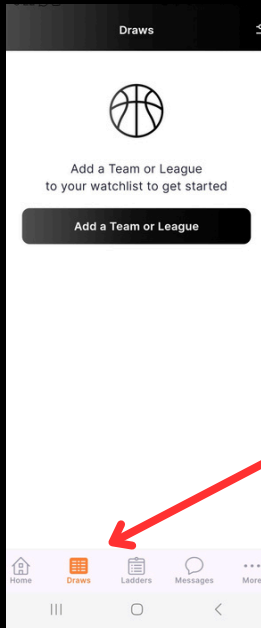 Draws
Add a Team or League
to your watchlist to get started
Add a Team or League
Home Draws Ladders Messages More